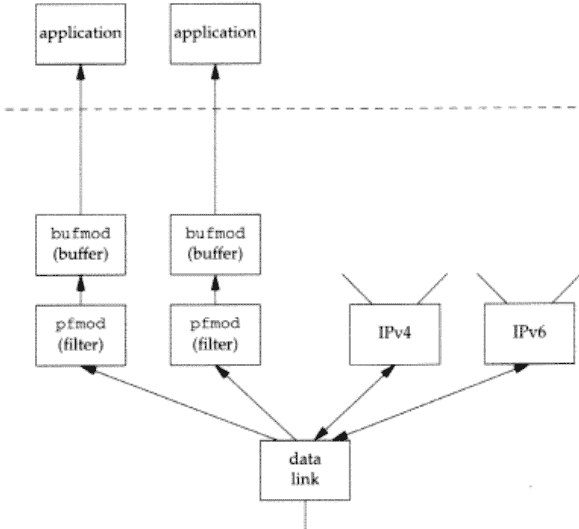 application
application
bufmod
(buffer)
bufmod
(buffer)
pfmod
(filter)
pfmod
(filter)
IPv4
IPv6
data
link